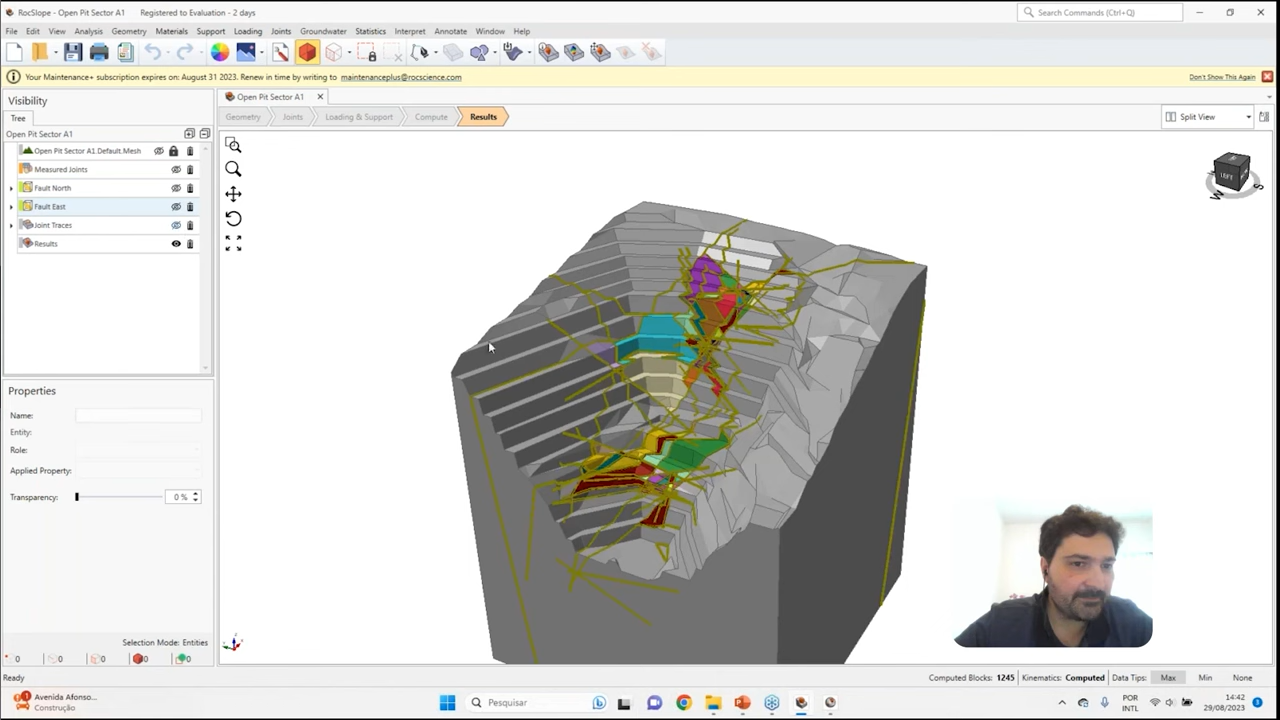 RocSlope - Open Pit Sector A1 Registered to Evaluation - 2 days Search Commands (Ctrl+Q)
File Edit View Analysis Geometry Materials Support Loading Joints Groundwater Statistics Interpret Annotate Window Help
Your Maintenance+ subscription expires on: August 31 2023. Renew in time by writing to maintenanceplus@rocscience.com Don't Show This Again
Visibility
Open Pit Sector A1
Tree
Geometry Joints Loading & Support Compute Results Split View
Open Pit Sector A1
Open Pit Sector A1.Default.Mesh
Measured Joints
Fault North
Fault East
Joint Traces
Results
LEFT
W S
Properties
Name:
Entity:
Role:
Applied Property:
Transparency: 0 %
Selection Mode: Entities
0 0 0 0 0
Ready Computed Blocks: 1245 Kinematics: Computed Data Tips: Max Min None
Avenida Afonso...
Construção
Pesquisar
POR
INTL
14:42
29/08/2023